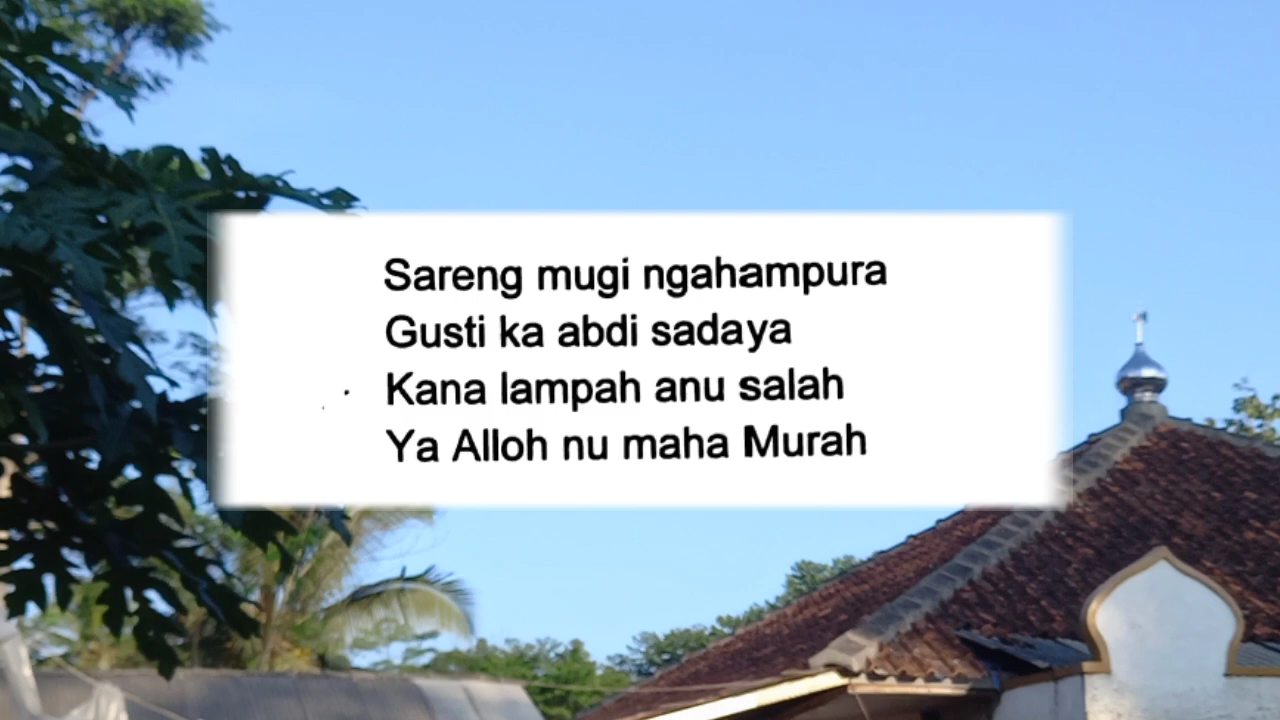 Sareng mugi ngahampura
Gusti ka abdi sadaya
Kana lampah anu salah
Ya Alloh nu maha Murah